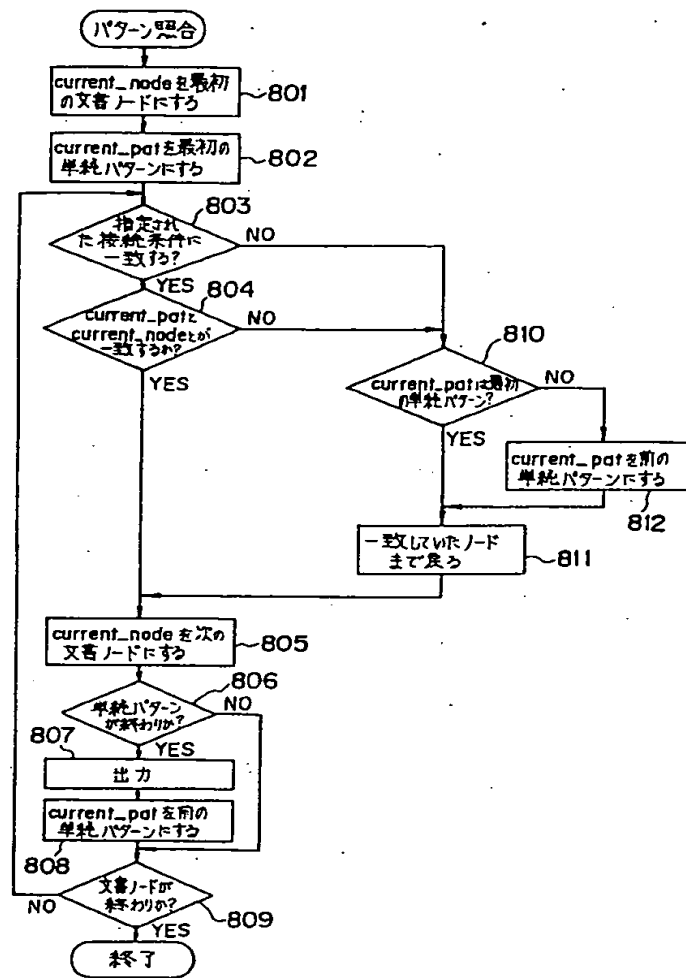 パターン照合
current_nodeを最初
の文書ノードにする
801
current_patを最初の
単純パターンにする
802
指定され
た接続条件に
一致する?
803
NO
YES
current_patと
current_nodeとが
一致するか?
804
NO
YES
current_patは最初
の単純パターン?
810
NO
YES
current_patを前の
単純パターンにする
812
一致していたノード
まで戻る
811
current_nodeを次の
文書ノードにする
805
単純パターン
が終わりか?
806
NO
YES
807
出力
current_patを前の
単純パターンにする
808
文書ノードが
終わりか?
809
NO
YES
終了